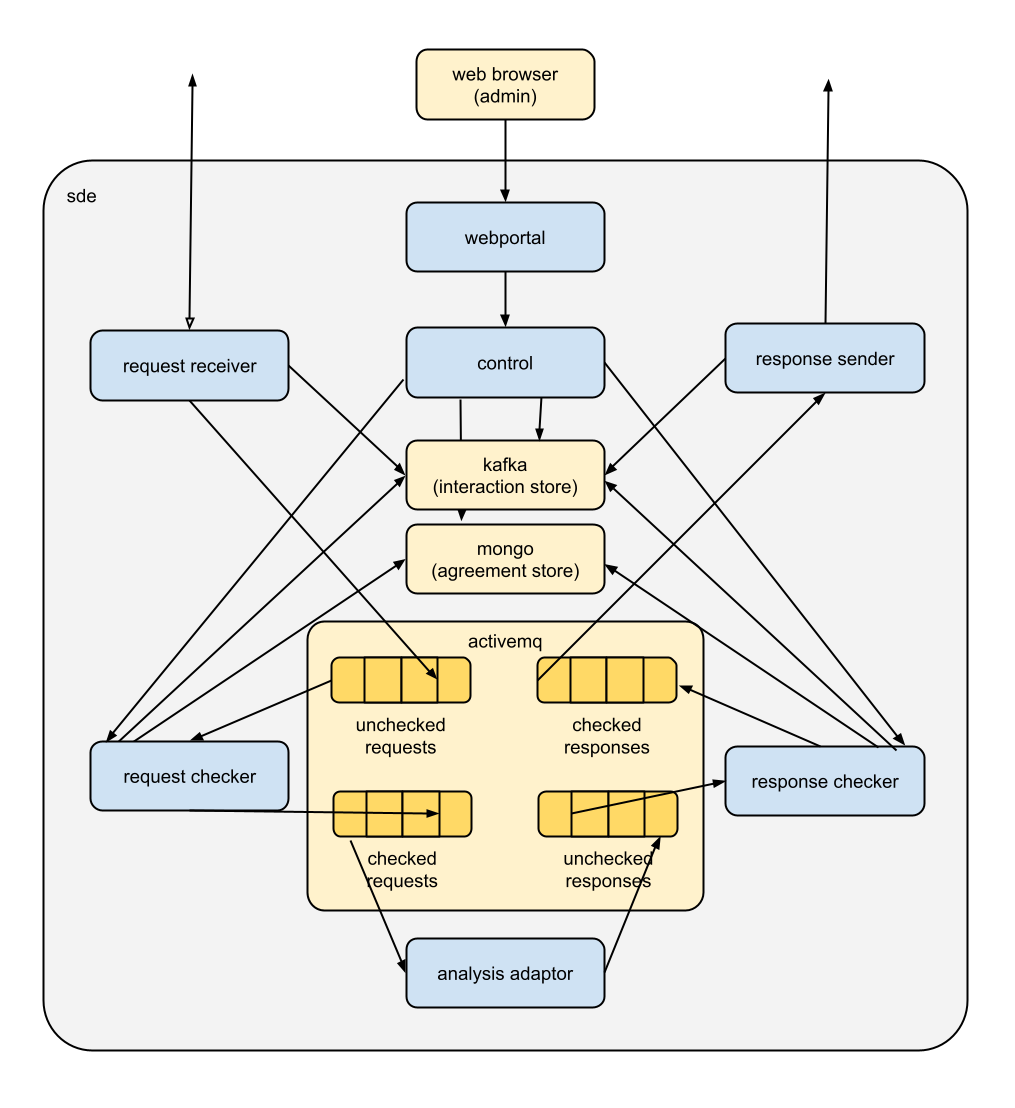 web browser
(admin)
sde
webportal
request receiver
control
response sender
kafka
(interaction store)
mongo
(agreement store)
activemq
unchecked
requests
checked
responses
request checker
response checker
checked
requests
unchecked
responses
analysis adaptor